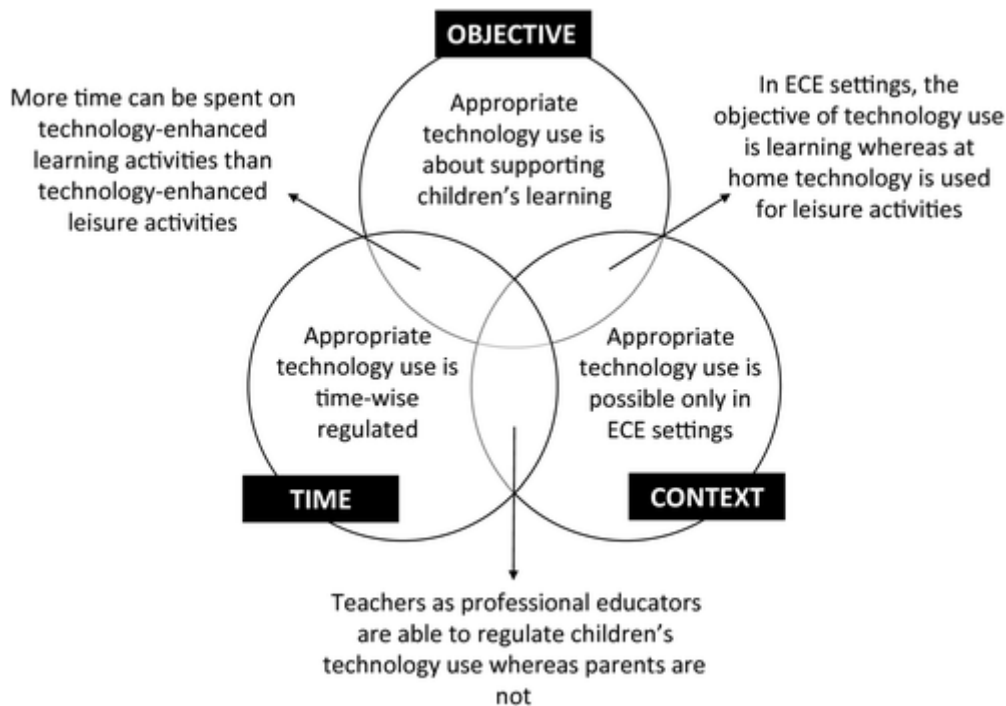 OBJECTIVE
More time can be spent on
technology-enhanced
learning activities than
technology-enhanced
leisure activities
Appropriate
technology use is
about supporting
children’s learning
In ECE settings, the
objective of technology use
is learning whereas at
home technology is used
for leisure activities
Appropriate
technology use is
time-wise
regulated
Appropriate
technology use is
possible only in
ECE settings
TIME
CONTEXT
Teachers as professional educators
are able to regulate children’s
technology use whereas parents are
not